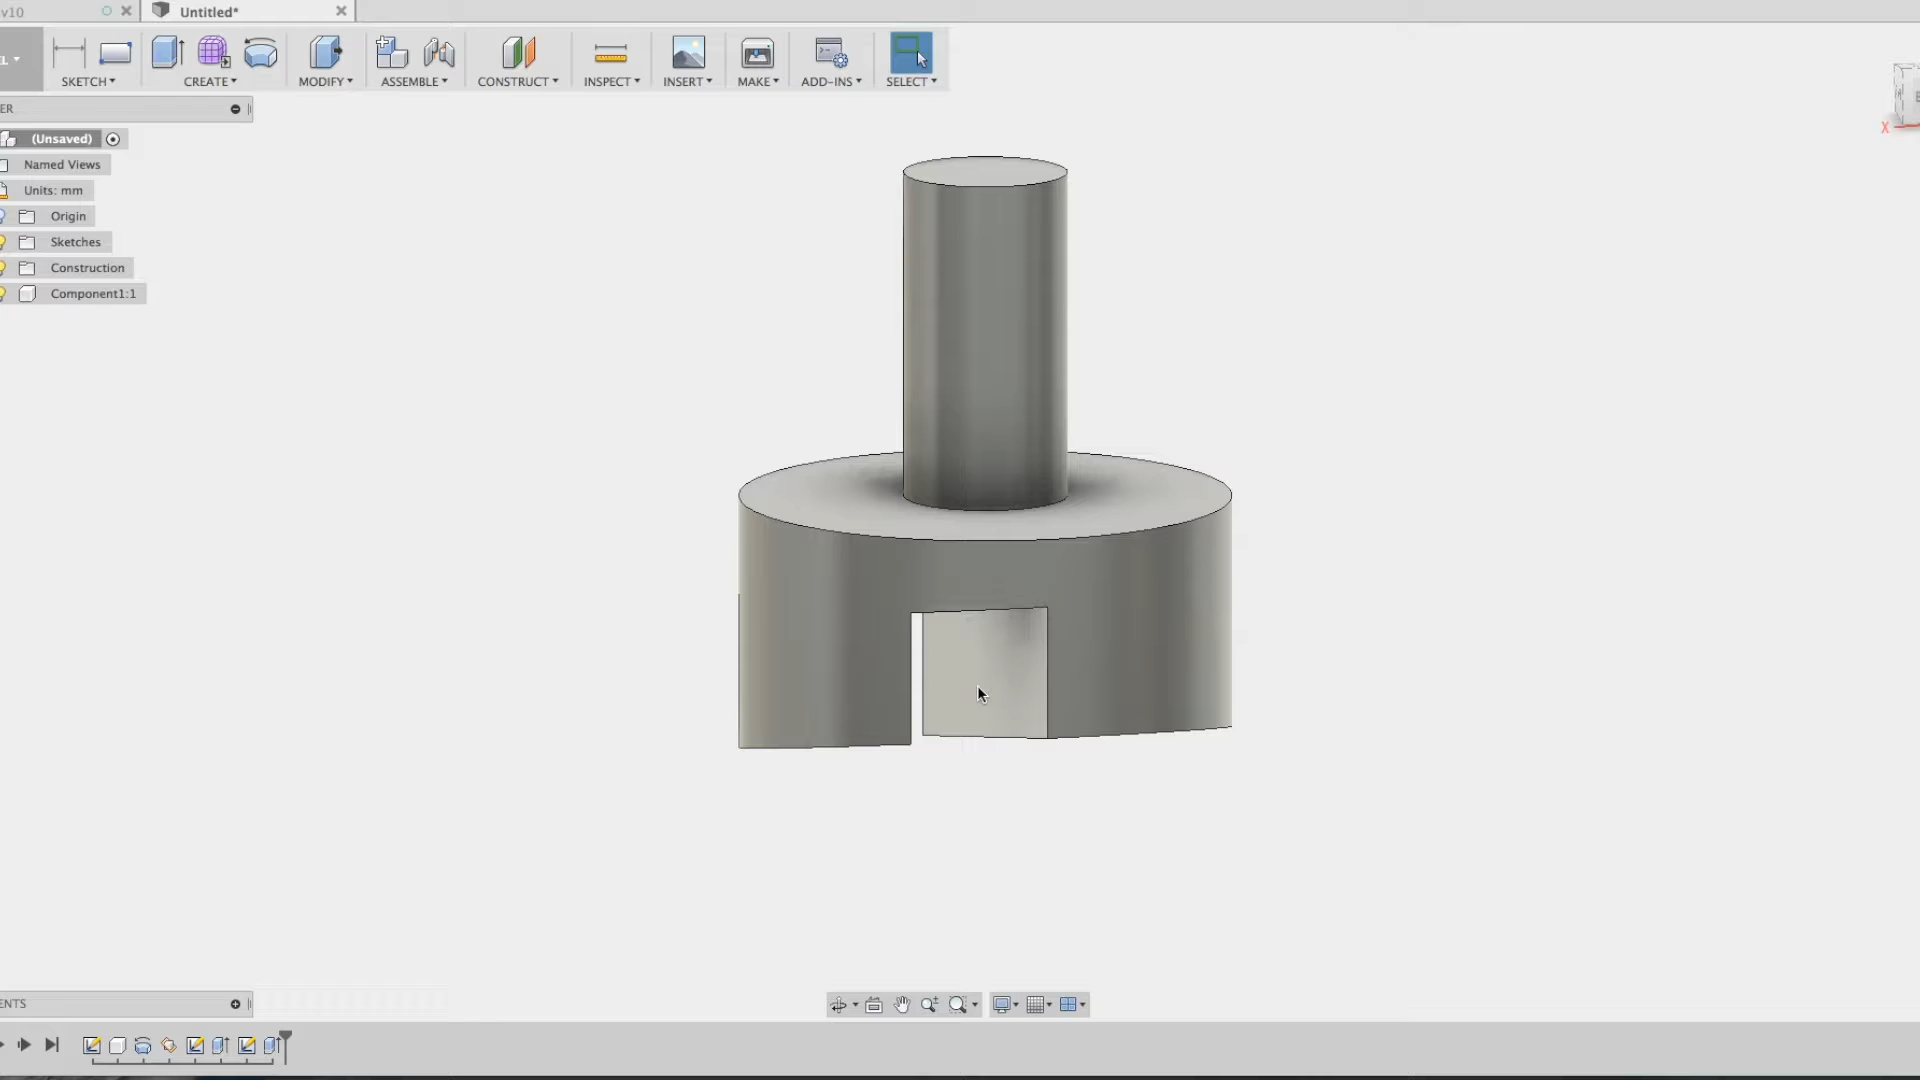 v10
Untitled*
L
SKETCH
CREATE
MODIFY
ASSEMBLE
CONSTRUCT
INSPECT
INSERT
MAKE
ADD-INS
SELECT
ER
(Unsaved)
Named Views
Units: mm
Origin
Sketches
Construction
Component1:1
X
ENTS